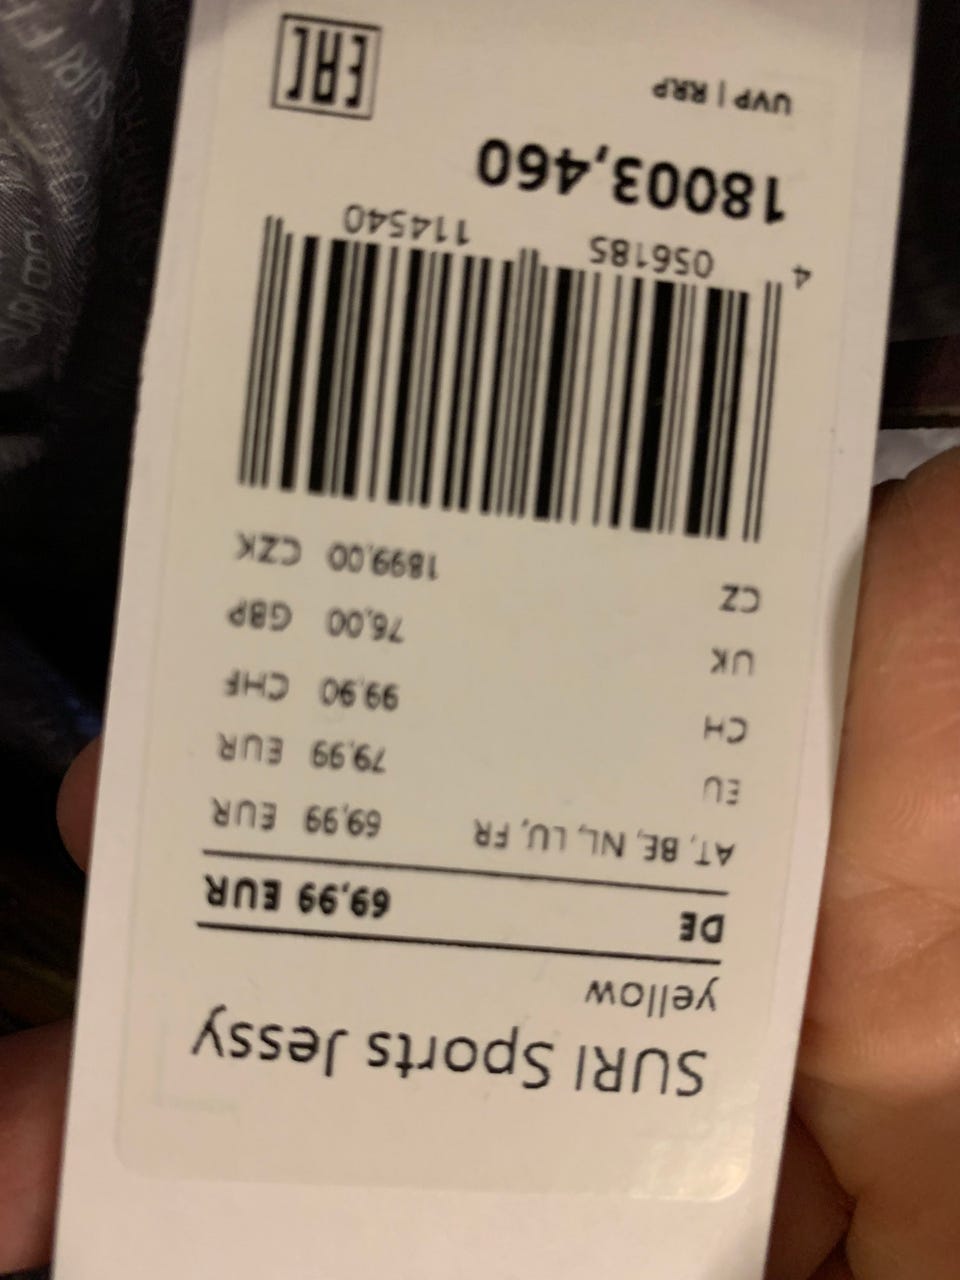 SURI Sports Jessy
yellow
DE 69,99 EUR
AT, BE, NL, LU, FR 69,99 EUR
EU 79,99 EUR
CH 99,90 CHF
UK 76,00 GBP
CZ 1899,00 CZK
4 056185 114540
18003,460
UVP | RRP
EAC
SURI